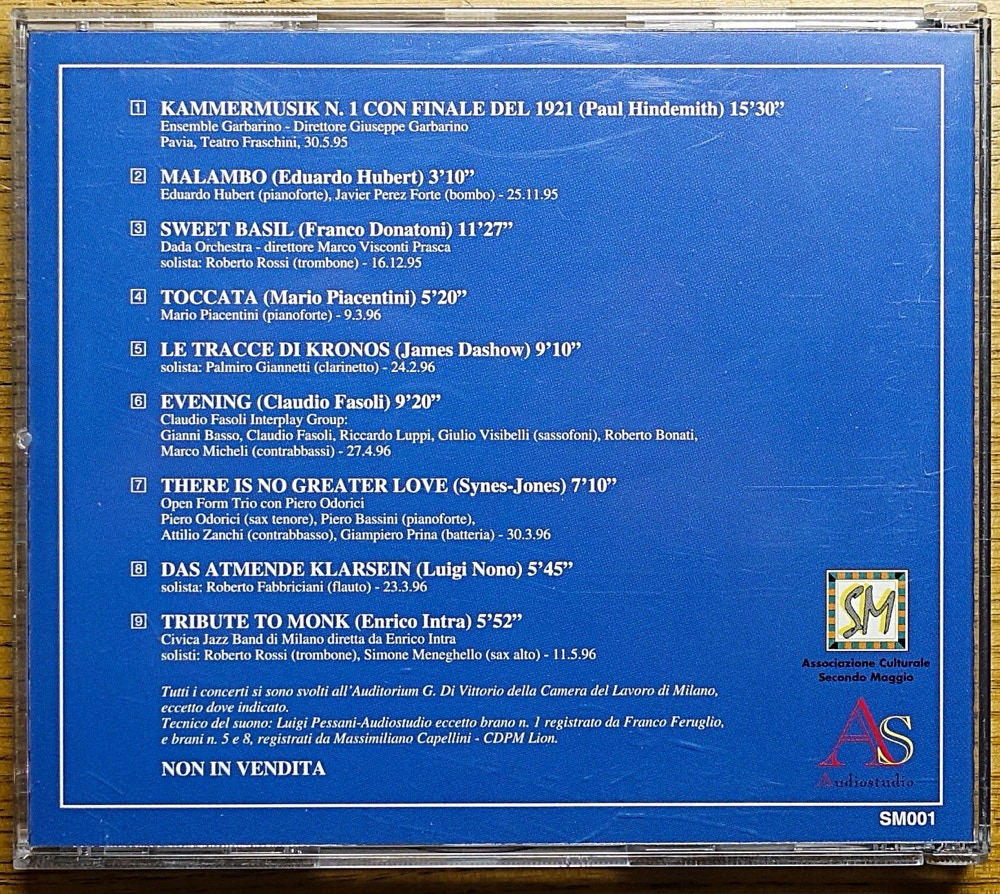 1 KAMMERMUSIK N. 1 CON FINALE DEL 1921 (Paul Hindemith) 15’30”
Ensemble Garbarino - Direttore Giuseppe Garbarino
Pavia, Teatro Fraschini, 30.5.95
2 MALAMBO (Eduardo Hubert) 3’10”
Eduardo Hubert (pianoforte), Javier Perez Forte (bombo) - 25.11.95
3 SWEET BASIL (Franco Donatoni) 11’27”
Dada Orchestra - direttore Marco Visconti Prasca
solista: Roberto Rossi (trombone) - 16.12.95
4 TOCCATA (Mario Piacentini) 5’20”
Mario Piacentini (pianoforte) - 9.3.96
5 LE TRACCE DI KRONOS (James Dashow) 9’10”
solista: Palmiro Giannetti (clarinetto) - 24.2.96
6 EVENING (Claudio Fasoli) 9’20”
Claudio Fasoli Interplay Group:
Gianni Basso, Claudio Fasoli, Riccardo Luppi, Giulio Visibelli (sassofoni), Roberto Bonati,
Marco Micheli (contrabbassi) - 27.4.96
7 THERE IS NO GREATER LOVE (Synes-Jones) 7’10”
Open Form Trio con Piero Odorici
Piero Odorici (sax tenore), Piero Bassini (pianoforte),
Attilio Zanchi (contrabbasso), Giampiero Prina (batteria) - 30.3.96
8 DAS ATMENDE KLARSEIN (Luigi Nono) 5’45”
solista: Roberto Fabbriciani (flauto) - 23.3.96
9 TRIBUTE TO MONK (Enrico Intra) 5’52”
Civica Jazz Band di Milano diretta da Enrico Intra
solisti: Roberto Rossi (trombone), Simone Meneghello (sax alto) - 11.5.96
Tutti i concerti si sono svolti all’Auditorium G. Di Vittorio della Camera del Lavoro di Milano,
eccetto dove indicato.
Tecnico del suono: Luigi Pessani-Audiostudio eccetto brano n. 1 registrato da Franco Feruglio,
e brani n. 5 e 8, registrati da Massimiliano Capellini - CDPM Lion.
NON IN VENDITA
SM
Associazione Culturale
Secondo Maggio
AS
Audiostudio
SM001